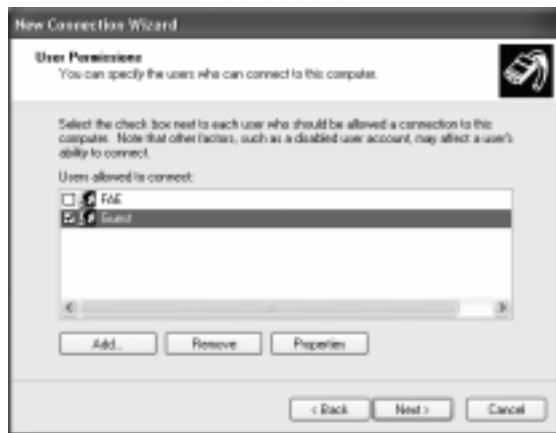 New Connection Wizard
User Permissions
You can specify the users who can connect to this computer.
Select the check box next to each user who should be allowed a connection to this
computer. Note that other factors, such as a disabled user account, may affect a user's
ability to connect.
Users allowed to connect:
FAE
Guest
Add...
Remove
Properties
< Back
Next >
Cancel